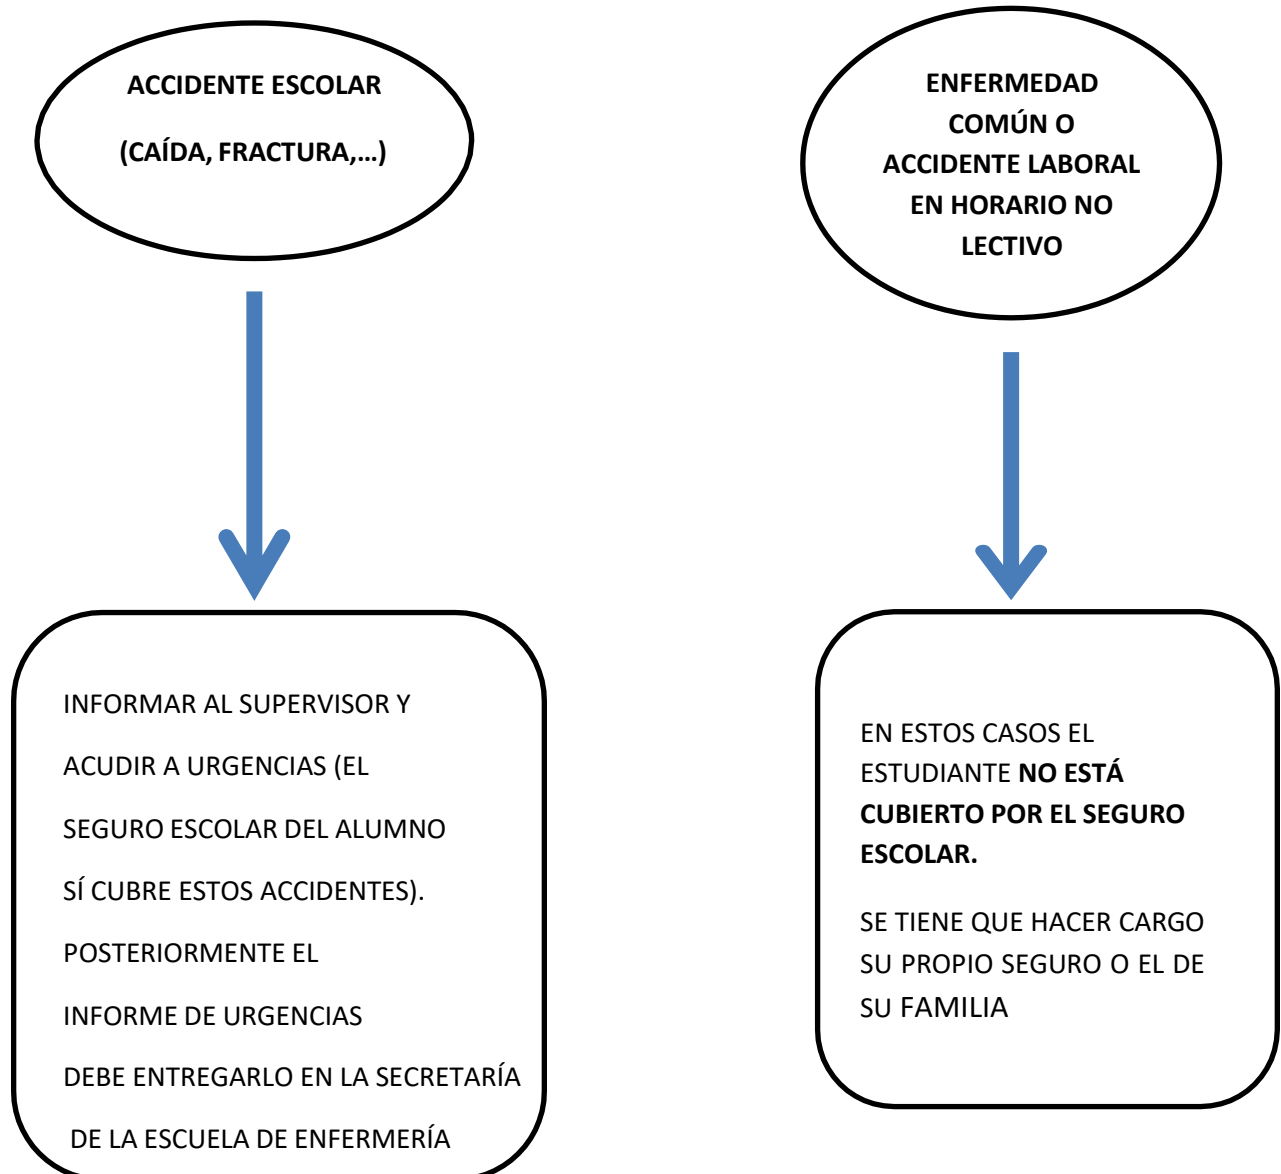 ACCIDENTE ESCOLAR
(CAÍDA, FRACTURA,...)
INFORMAR AL SUPERVISOR Y
ACUDIR A URGENCIAS (EL
SEGURO ESCOLAR DEL ALUMNO
SÍ CUBRE ESTOS ACCIDENTES).
POSTERIORMENTE EL
INFORME DE URGENCIAS
DEBE ENTREGARLO EN LA SECRETARÍA
DE LA ESCUELA DE ENFERMERÍA
ENFERMEDAD
COMÚN O
ACCIDENTE LABORAL
EN HORARIO NO
LECTIVO
EN ESTOS CASOS EL
ESTUDIANTE NO ESTÁ
CUBIERTO POR EL SEGURO
ESCOLAR.
SE TIENE QUE HACER CARGO
SU PROPIO SEGURO O EL DE
SU FAMILIA